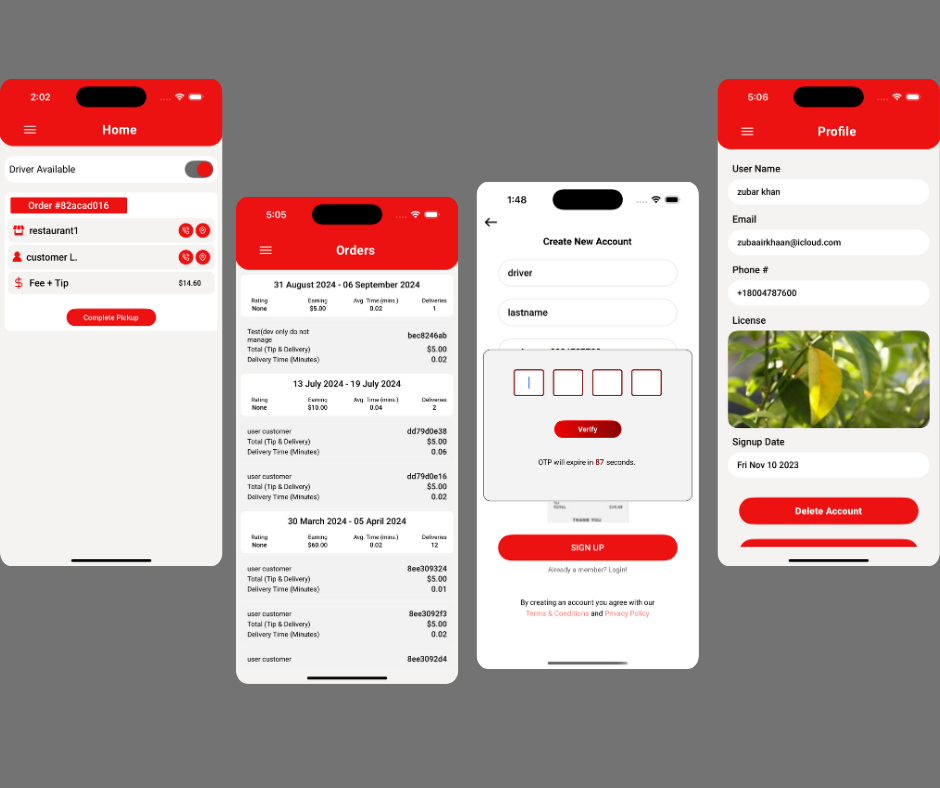 2:02
Home
Driver Available
Order #82acad016
restaurant1
customer L.
Fee + Tip $14.60
Complete Pickup
5:05
Orders
31 August 2024 - 06 September 2024
Rating Earning Avg. Time (mins.) Deliveries
None $5.00 0.02 1
Test(dev only do not
manage bec8246ab
Total (Tip & Delivery) $5.00
Delivery Time (Minutes) 0.02
13 July 2024 - 19 July 2024
Rating Earning Avg. Time (mins.) Deliveries
None $10.00 0.04 2
user customer dd79d0e38
Total (Tip & Delivery) $5.00
Delivery Time (Minutes) 0.06
user customer dd79d0e16
Total (Tip & Delivery) $5.00
Delivery Time (Minutes) 0.02
30 March 2024 - 05 April 2024
Rating Earning Avg. Time (mins.) Deliveries
None $60.00 0.02 12
user customer 8ee309324
Total (Tip & Delivery) $5.00
Delivery Time (Minutes) 0.01
user customer 8ee3092f3
Total (Tip & Delivery) $5.00
Delivery Time (Minutes) 0.02
user customer 8ee3092d4
1:48
Create New Account
driver
lastname
Verify
OTP will expire in 87 seconds.
TOTAL
THANK YOU
SIGN UP
Already a member? Login!
By creating an account you agree with our
Terms & Conditions and Privacy Policy
5:06
Profile
User Name
zubar khan
Email
zubaairkhaan@icloud.com
Phone #
+18004787600
License
Signup Date
Fri Nov 10 2023
Delete Account